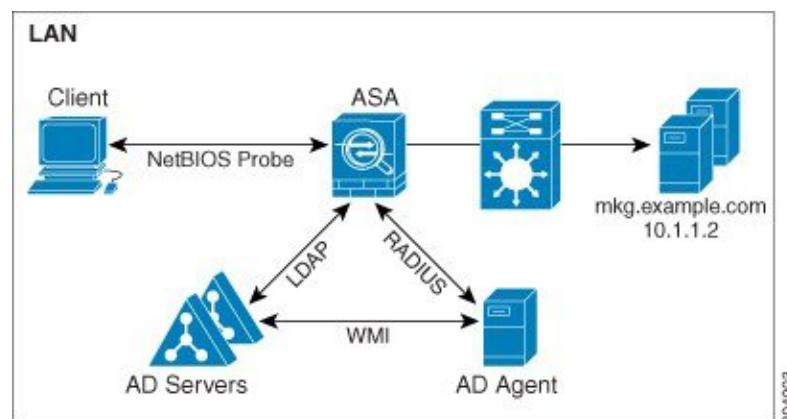 LAN
Client
ASA
NetBIOS Probe
mkg.example.com
10.1.1.2
LDAP
RADIUS
WMI
AD Servers
AD Agent